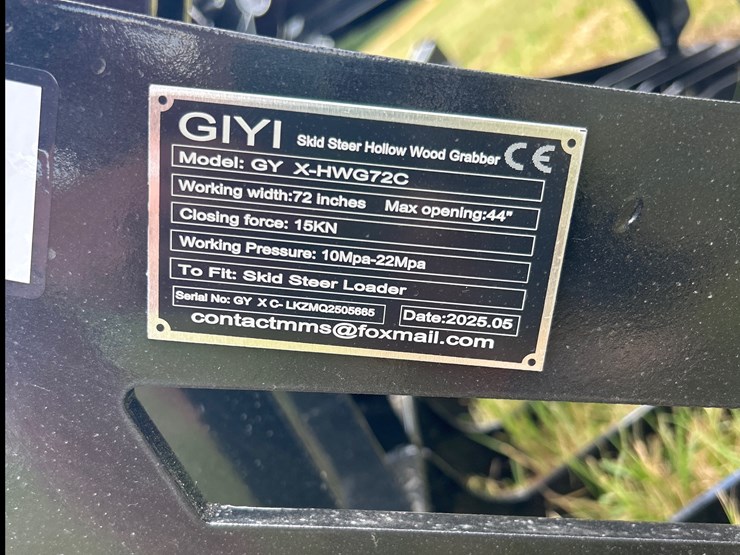 GIYI Skid Steer Hollow Wood Grabber CE
Model: GY X-HWG72C
Working width:72 inches Max opening:44"
Closing force: 15KN
Working Pressure: 10Mpa-22Mpa
To Fit: Skid Steer Loader
Serial No: GY X C- LKZMQ2505665 Date:2025.05
contactmms@foxmail.com